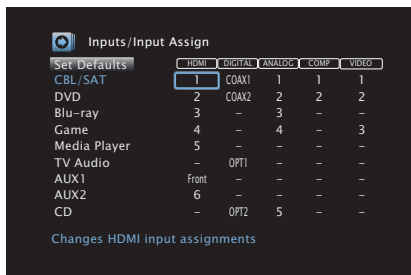 Inputs/Input Assign
Set Defaults HDMI DIGITAL ANALOG COMP VIDEO
CBL/SAT 1 COAX1 1 1 1
DVD 2 COAX2 2 2 2
Blu-ray 3 – 3 – –
Game 4 – 4 – 3
Media Player 5 – – – –
TV Audio – OPT1 – – –
AUX1 Front – – – –
AUX2 6 – – – –
CD – OPT2 5 – –
Changes HDMI input assignments